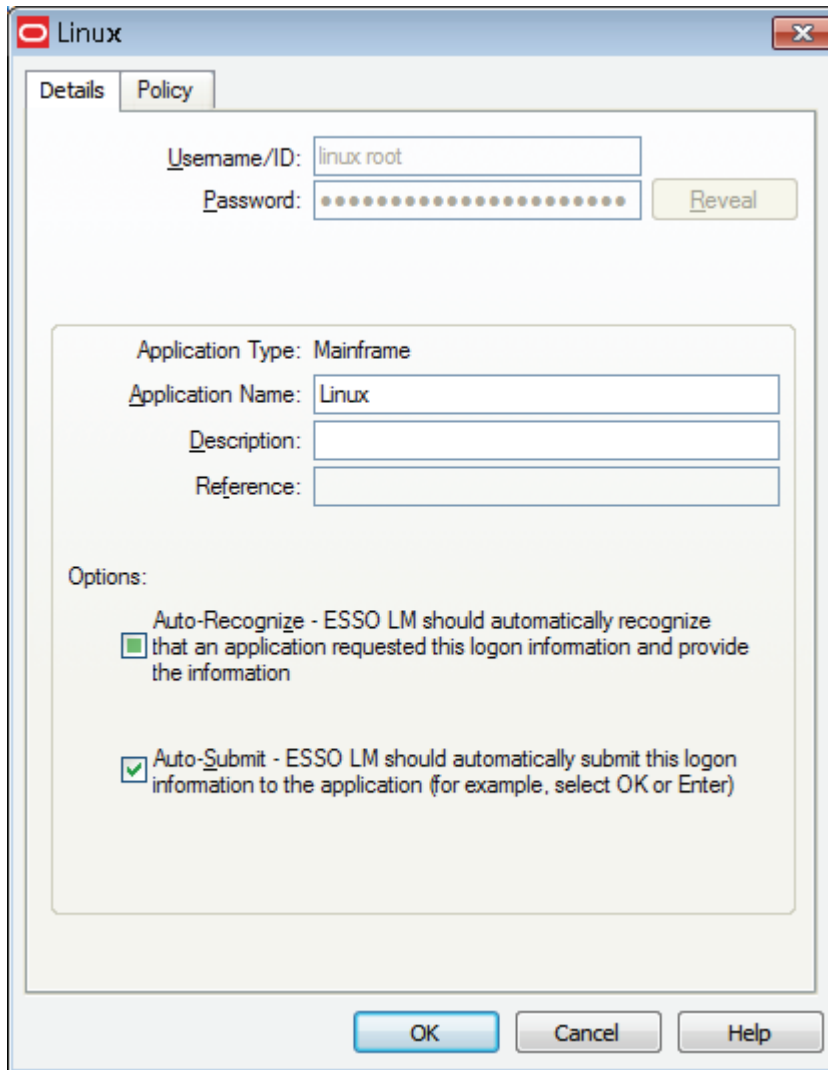 Linux
Details Policy
Username/ID: linux root
Password: •••••••••••••••••••••• Reveal
Application Type: Mainframe
Application Name: Linux
Description:
Reference:
Options:
Auto-Recognize - ESSO LM should automatically recognize
that an application requested this logon information and provide
the information
Auto-Submit - ESSO LM should automatically submit this logon
information to the application (for example, select OK or Enter)
OK Cancel Help